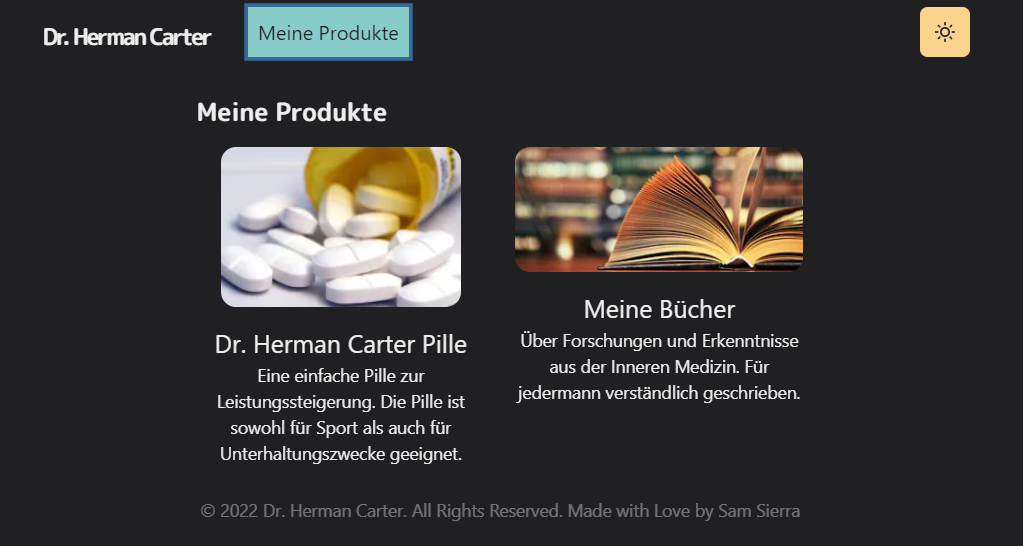 Dr. Herman Carter
Meine Produkte
Meine Produkte
Dr. Herman Carter Pille
Eine einfache Pille zur
Leistungssteigerung. Die Pille ist
sowohl für Sport als auch für
Unterhaltungszwecke geeignet.
Meine Bücher
Über Forschungen und Erkenntnisse
aus der Inneren Medizin. Für
jedermann verständlich geschrieben.
© 2022 Dr. Herman Carter. All Rights Reserved. Made with Love by Sam Sierra